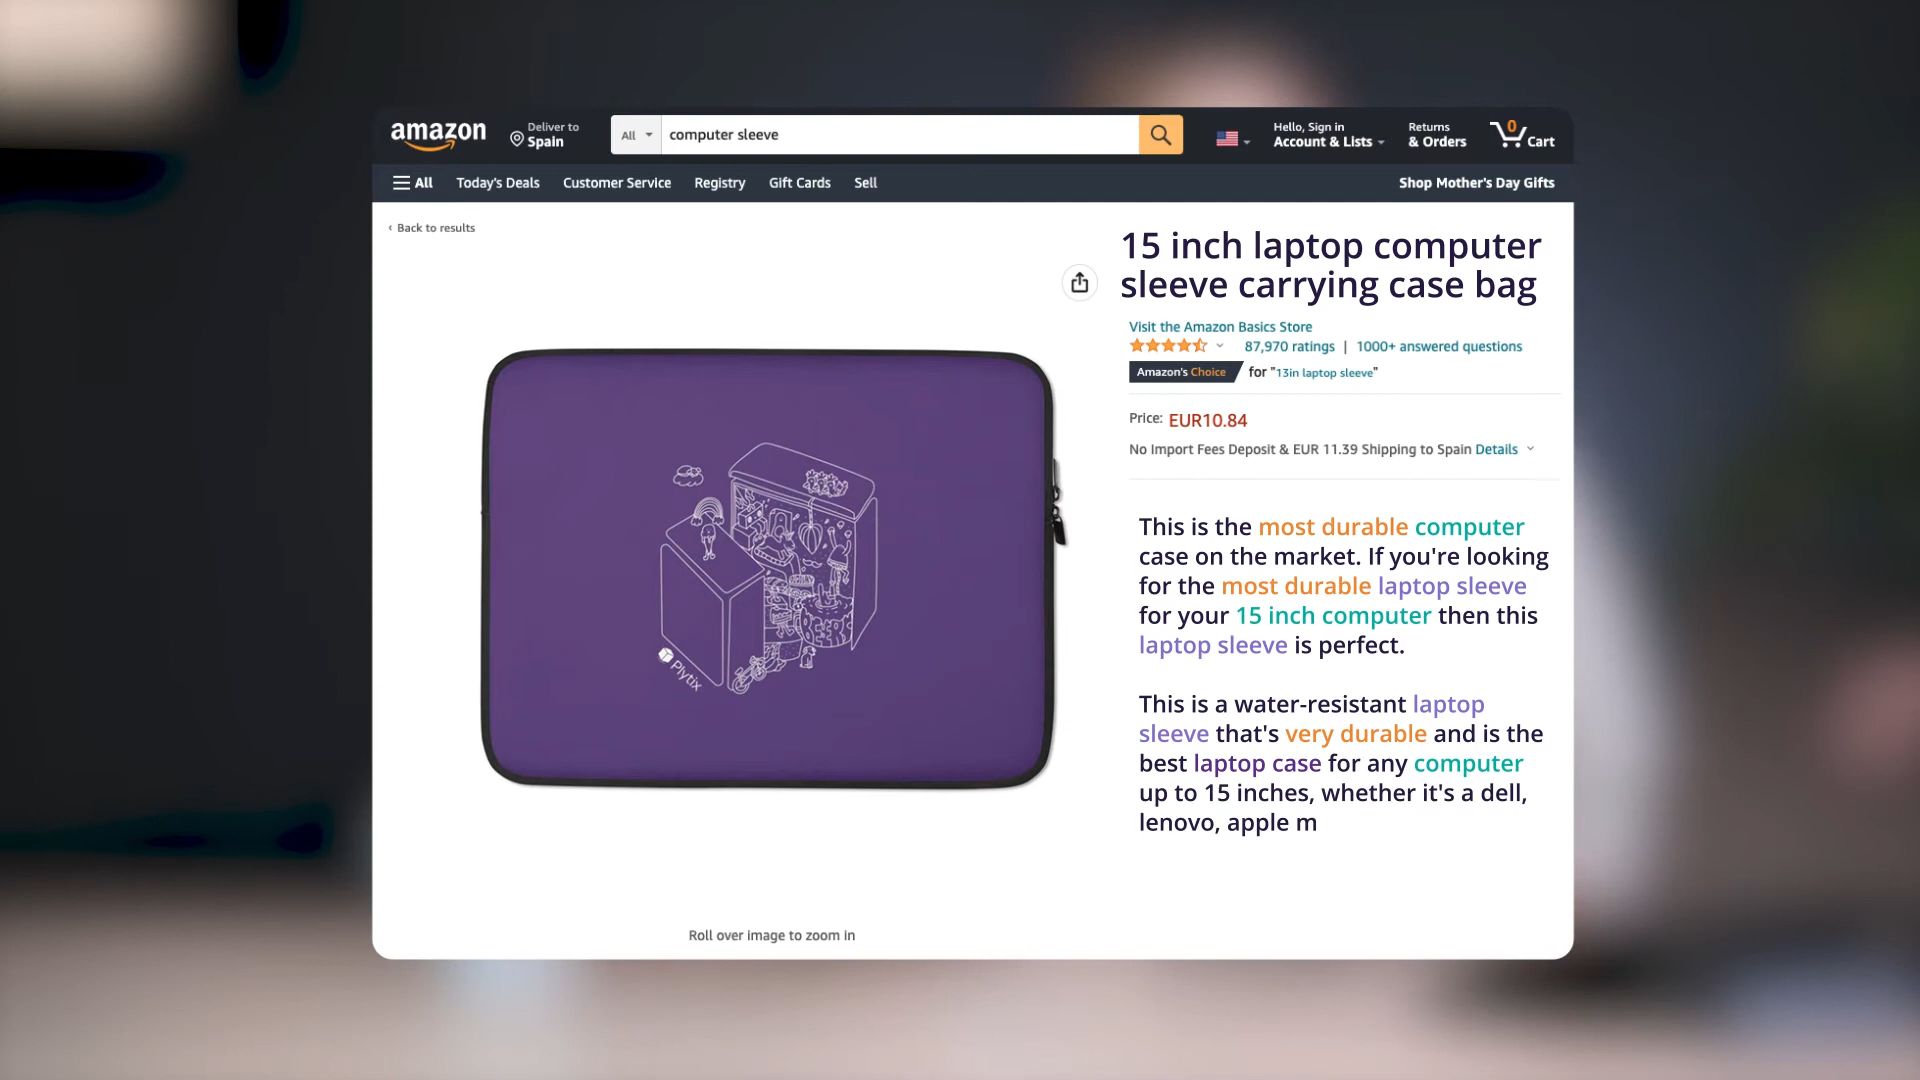 amazon
Deliver to
Spain
All
computer sleeve
Hello, Sign in
Account & Lists
Returns
& Orders
0
Cart
All
Today's Deals
Customer Service
Registry
Gift Cards
Sell
Shop Mother's Day Gifts
‹ Back to results
15 inch laptop computer
sleeve carrying case bag
Visit the Amazon Basics Store
87,970 ratings | 1000+ answered questions
Amazon's Choice for "13in laptop sleeve"
Price: EUR10.84
No Import Fees Deposit & EUR 11.39 Shipping to Spain Details
This is the most durable computer
case on the market. If you're looking
for the most durable laptop sleeve
for your 15 inch computer then this
laptop sleeve is perfect.
This is a water-resistant laptop
sleeve that's very durable and is the
best laptop case for any computer
up to 15 inches, whether it's a dell,
lenovo, apple m
Plytix
Roll over image to zoom in